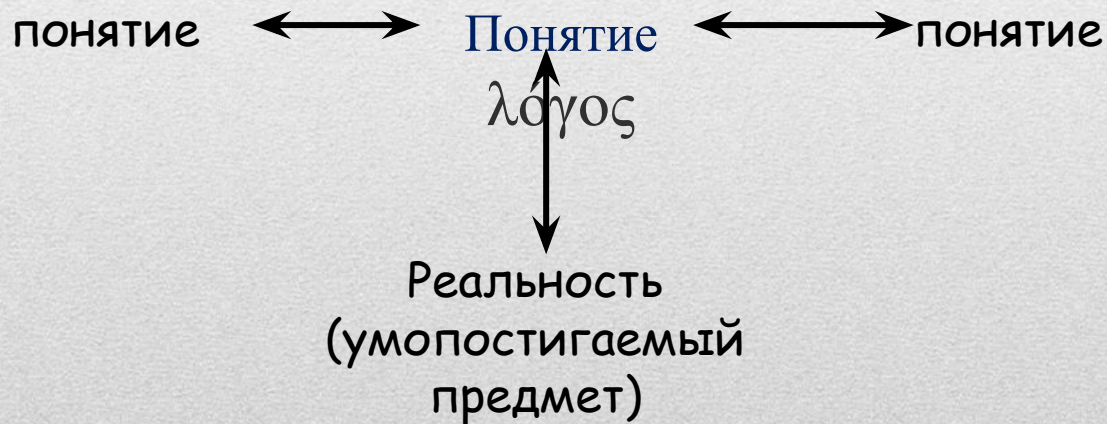 понятие Понятие понятие
λόγος
Реальность
(умопостигаемый
предмет)